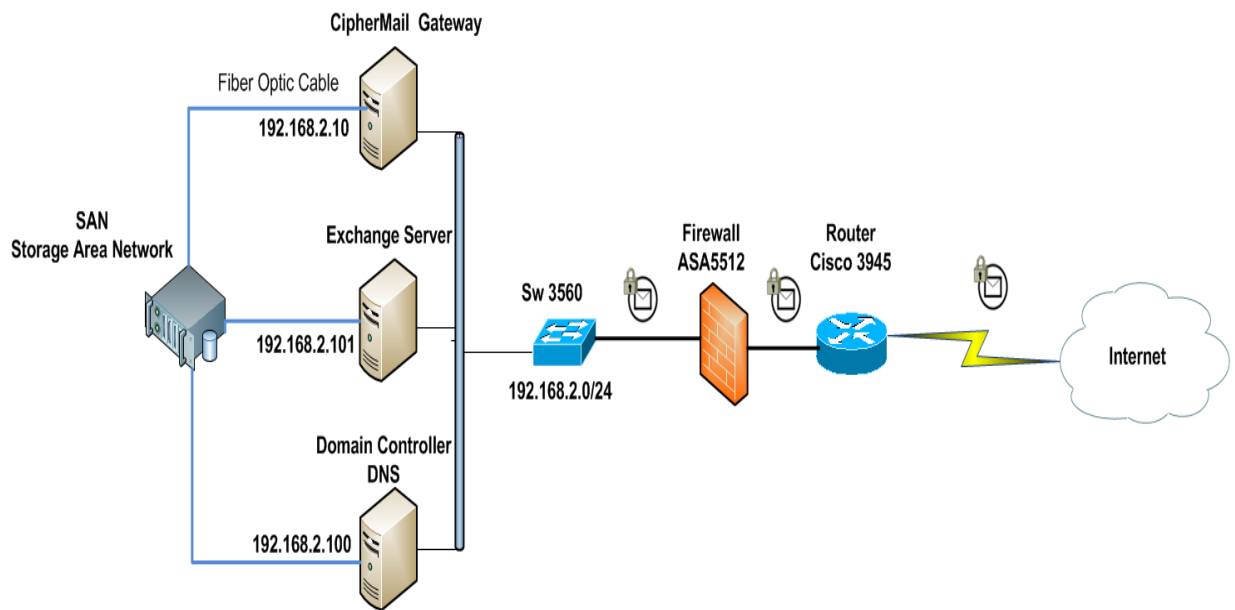 CipherMail Gateway
Fiber Optic Cable
192.168.2.10
SAN
Storage Area Network
Exchange Server
192.168.2.101
Domain Controller
DNS
192.168.2.100
Sw 3560
192.168.2.0/24
Firewall
ASA5512
Router
Cisco 3945
Internet